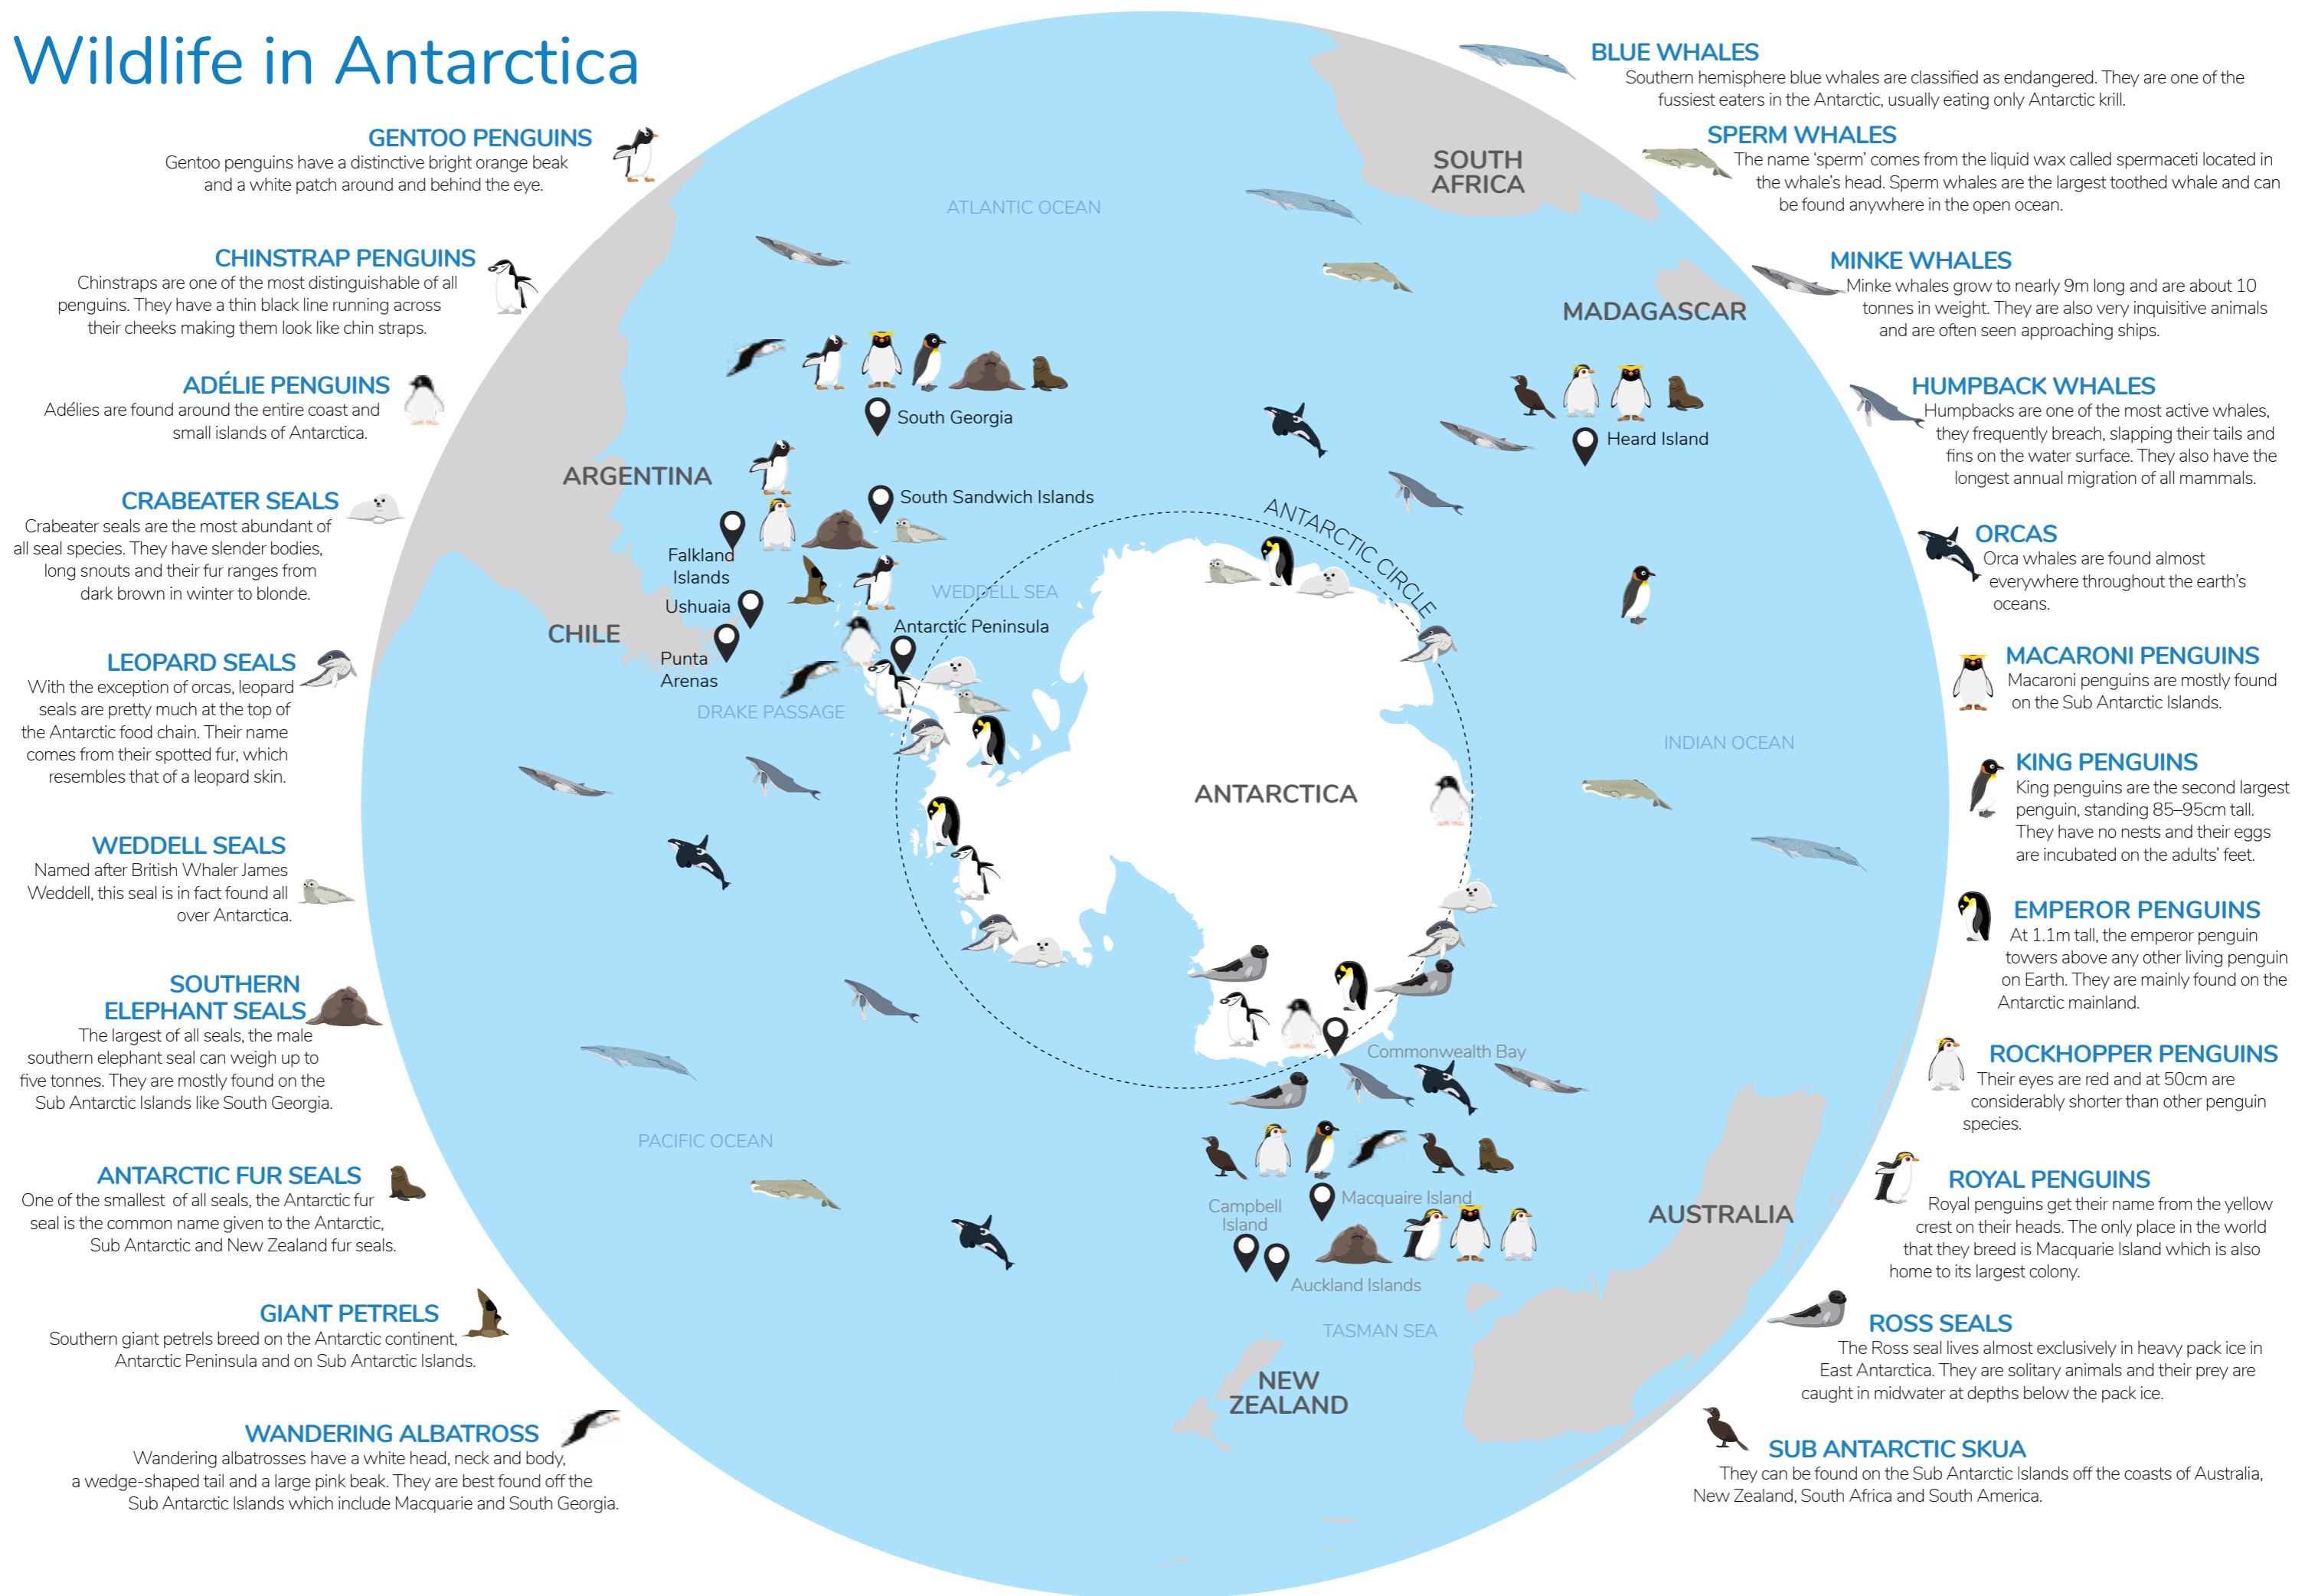 Wildlife in Antarctica
GENTOO PENGUINS
Gentoo penguins have a distinctive bright orange beak
and a white patch around and behind the eye.
CHINSTRAP PENGUINS
Chinstraps are one of the most distinguishable of all
penguins. They have a thin black line running across
their cheeks making them look like chin straps.
ADÉLIE PENGUINS
Adélies are found around the entire coast and
small islands of Antarctica.
CRABEATER SEALS
Crabeater seals are the most abundant of
all seal species. They have slender bodies,
long snouts and their fur ranges from
dark brown in winter to blonde.
LEOPARD SEALS
With the exception of orcas, leopard
seals are pretty much at the top of
the Antarctic food chain. Their name
comes from their spotted fur, which
resembles that of a leopard skin.
WEDDELL SEALS
Named after British Whaler James
Weddell, this seal is in fact found all
over Antarctica.
SOUTHERN
ELEPHANT SEALS
The largest of all seals, the male
southern elephant seal can weigh up to
five tonnes. They are mostly found on the
Sub Antarctic Islands like South Georgia.
ANTARCTIC FUR SEALS
One of the smallest of all seals, the Antarctic fur
seal is the common name given to the Antarctic,
Sub Antarctic and New Zealand fur seals.
GIANT PETRELS
Southern giant petrels breed on the Antarctic continent,
Antarctic Peninsula and on Sub Antarctic Islands.
WANDERING ALBATROSS
Wandering albatrosses have a white head, neck and body,
a wedge-shaped tail and a large pink beak. They are best found off the
Sub Antarctic Islands which include Macquarie and South Georgia.
ATLANTIC OCEAN
SOUTH
AFRICA
MADAGASCAR
South Georgia
Heard Island
ARGENTINA
South Sandwich Islands
ANTARCTIC CIRCLE
Falkland
Islands
WEDDELL SEA
Ushuaia
Antarctic Peninsula
CHILE
Punta
Arenas
DRAKE PASSAGE
INDIAN OCEAN
ANTARCTICA
Commonwealth Bay
PACIFIC OCEAN
Macquaire Island
Campbell
Island
AUSTRALIA
Auckland Islands
TASMAN SEA
NEW
ZEALAND
BLUE WHALES
Southern hemisphere blue whales are classified as endangered. They are one of the
fussiest eaters in the Antarctic, usually eating only Antarctic krill.
SPERM WHALES
The name ‘sperm’ comes from the liquid wax called spermaceti located in
the whale’s head. Sperm whales are the largest toothed whale and can
be found anywhere in the open ocean.
MINKE WHALES
Minke whales grow to nearly 9m long and are about 10
tonnes in weight. They are also very inquisitive animals
and are often seen approaching ships.
HUMPBACK WHALES
Humpbacks are one of the most active whales,
they frequently breach, slapping their tails and
fins on the water surface. They also have the
longest annual migration of all mammals.
ORCAS
Orca whales are found almost
everywhere throughout the earth’s
oceans.
MACARONI PENGUINS
Macaroni penguins are mostly found
on the Sub Antarctic Islands.
KING PENGUINS
King penguins are the second largest
penguin, standing 85–95cm tall.
They have no nests and their eggs
are incubated on the adults’ feet.
EMPEROR PENGUINS
At 1.1m tall, the emperor penguin
towers above any other living penguin
on Earth. They are mainly found on the
Antarctic mainland.
ROCKHOPPER PENGUINS
Their eyes are red and at 50cm are
considerably shorter than other penguin
species.
ROYAL PENGUINS
Royal penguins get their name from the yellow
crest on their heads. The only place in the world
that they breed is Macquarie Island which is also
home to its largest colony.
ROSS SEALS
The Ross seal lives almost exclusively in heavy pack ice in
East Antarctica. They are solitary animals and their prey are
caught in midwater at depths below the pack ice.
SUB ANTARCTIC SKUA
They can be found on the Sub Antarctic Islands off the coasts of Australia,
New Zealand, South Africa and South America.